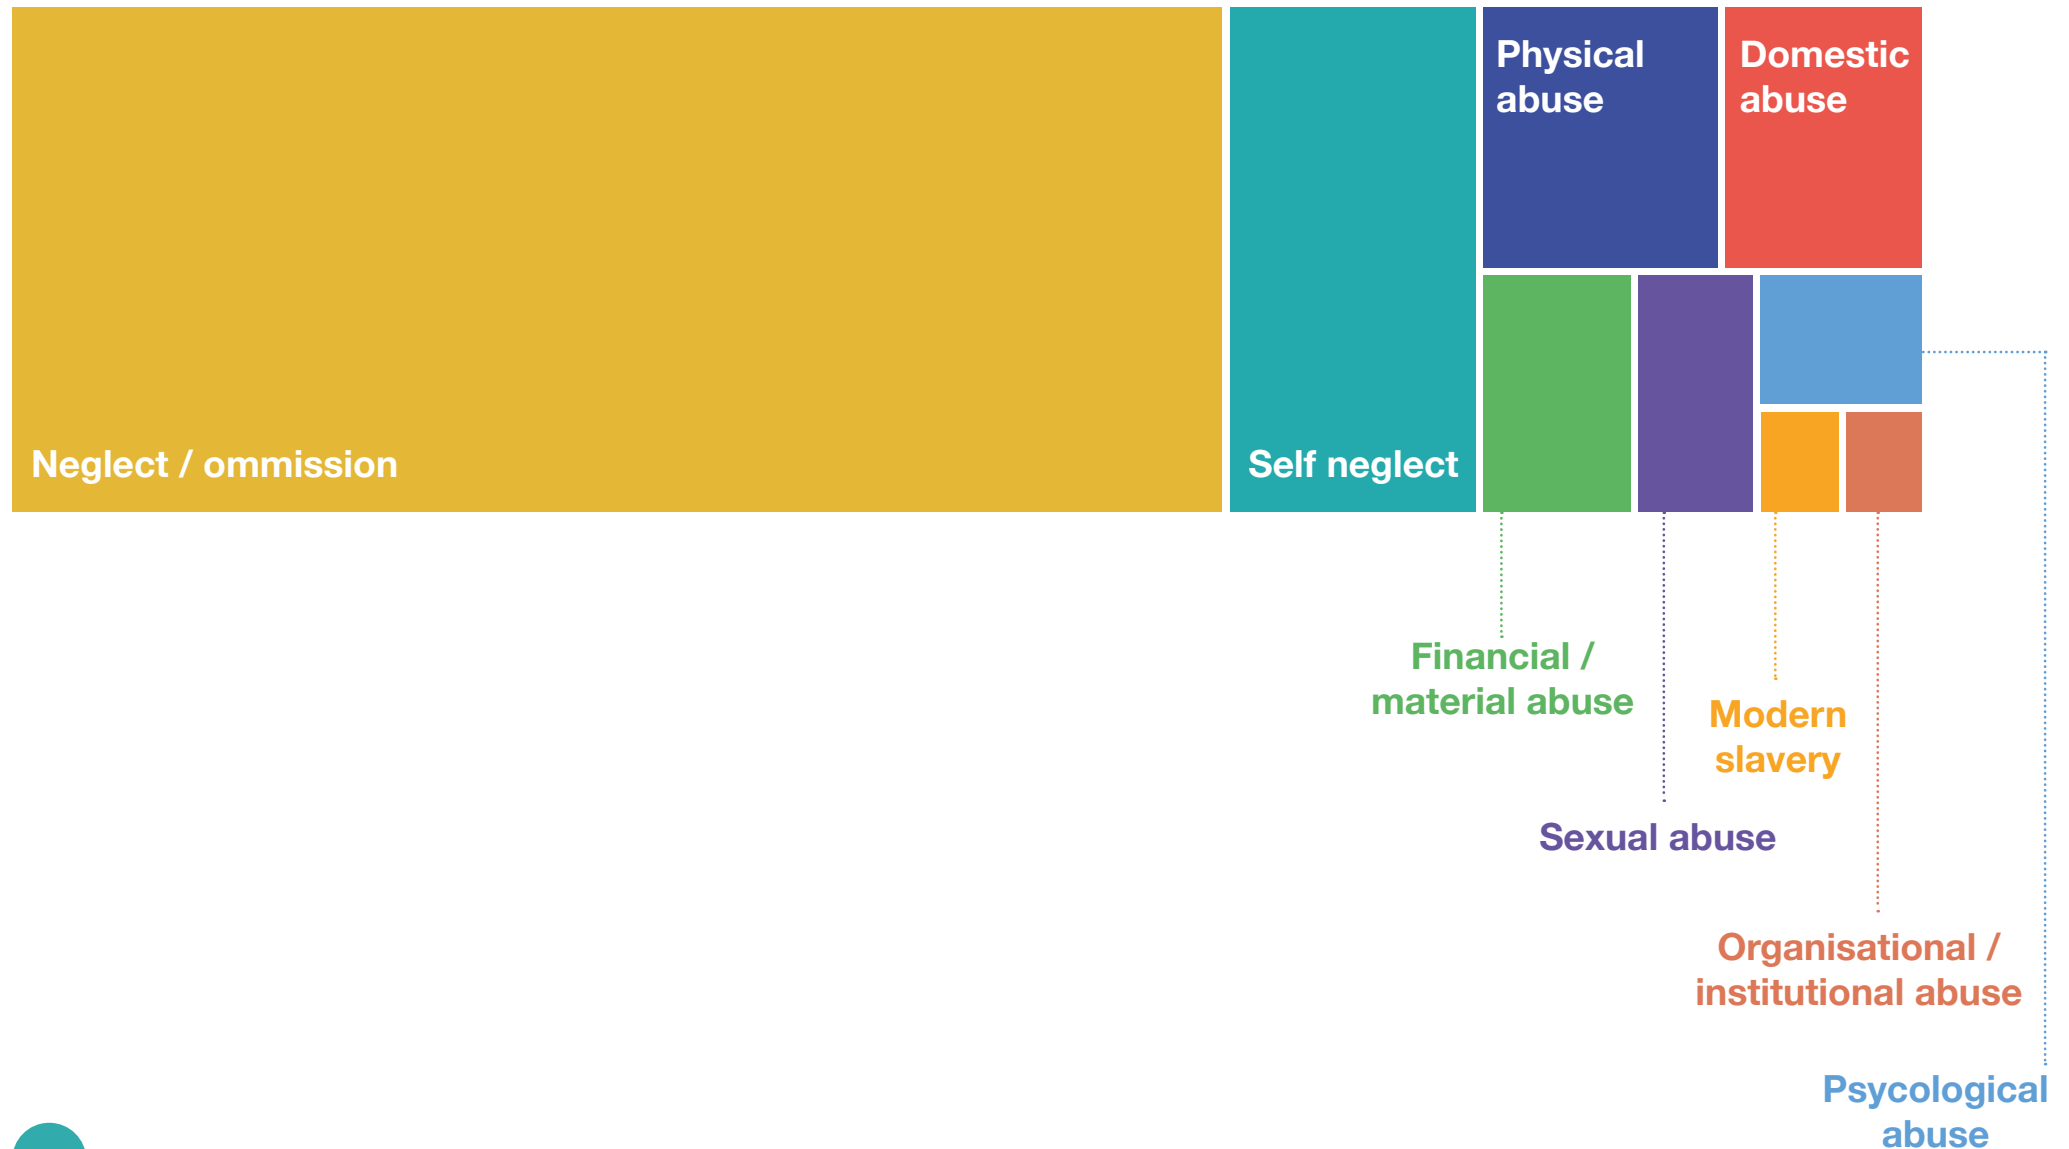 Physical
abuse
Domestic
abuse
Neglect / ommission
Self neglect
Financial /
material abuse
Modern
slavery
Sexual abuse
Organisational /
institutional abuse
Psycological
abuse